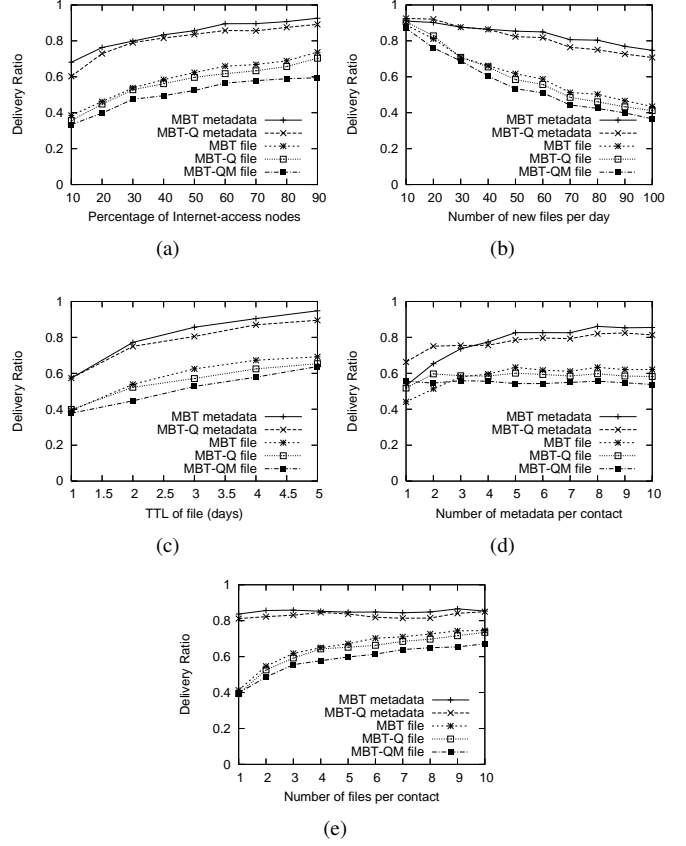 1
0.8
0.6
0.4
0.2
0
Delivery Ratio
MBT metadata
MBT-Q metadata
MBT file
MBT-Q file
MBT-QM file
10 20 30 40 50 60 70 80 90
Percentage of Internet-access nodes
(a)
1
0.8
0.6
0.4
0.2
0
Delivery Ratio
MBT metadata
MBT-Q metadata
MBT file
MBT-Q file
MBT-QM file
10 20 30 40 50 60 70 80 90 100
Number of new files per day
(b)
1
0.8
0.6
0.4
0.2
0
Delivery Ratio
MBT metadata
MBT-Q metadata
MBT file
MBT-Q file
MBT-QM file
1 1.5 2 2.5 3 3.5 4 4.5 5
TTL of file (days)
(c)
1
0.8
0.6
0.4
0.2
0
Delivery Ratio
MBT metadata
MBT-Q metadata
MBT file
MBT-Q file
MBT-QM file
1 2 3 4 5 6 7 8 9 10
Number of metadata per contact
(d)
1
0.8
0.6
0.4
0.2
0
Delivery Ratio
MBT metadata
MBT-Q metadata
MBT file
MBT-Q file
MBT-QM file
1 2 3 4 5 6 7 8 9 10
Number of files per contact
(e)